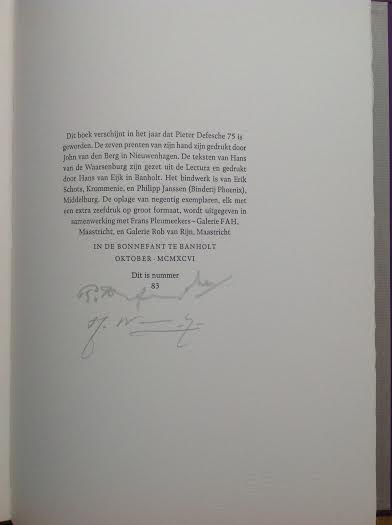 Dit boek verschijnt in het jaar dat Pieter Defesche 75 is
geworden. De zeven prenten van zijn hand zijn gedrukt door
John van den Berg in Nieuwenhagen. De teksten van Hans
van de Waarsenburg zijn gezet uit de Lectura en gedrukt
door Hans van Eijk in Banholt. Het bindwerk is van Erik
Schots, Krommenie, en Philipp Janssen (Binderij Phoenix),
Middelburg. De oplage van negentig exemplaren, elk met
een extra zeefdruk op groot formaat, wordt uitgegeven in
samenwerking met Frans Pleumeekers – Galerie FAH,
Maastricht, en Galerie Rob van Rijn, Maastricht
IN DE BONNEFANT TE BANHOLT
OKTOBER · MCMXCVI
Dit is nummer
83